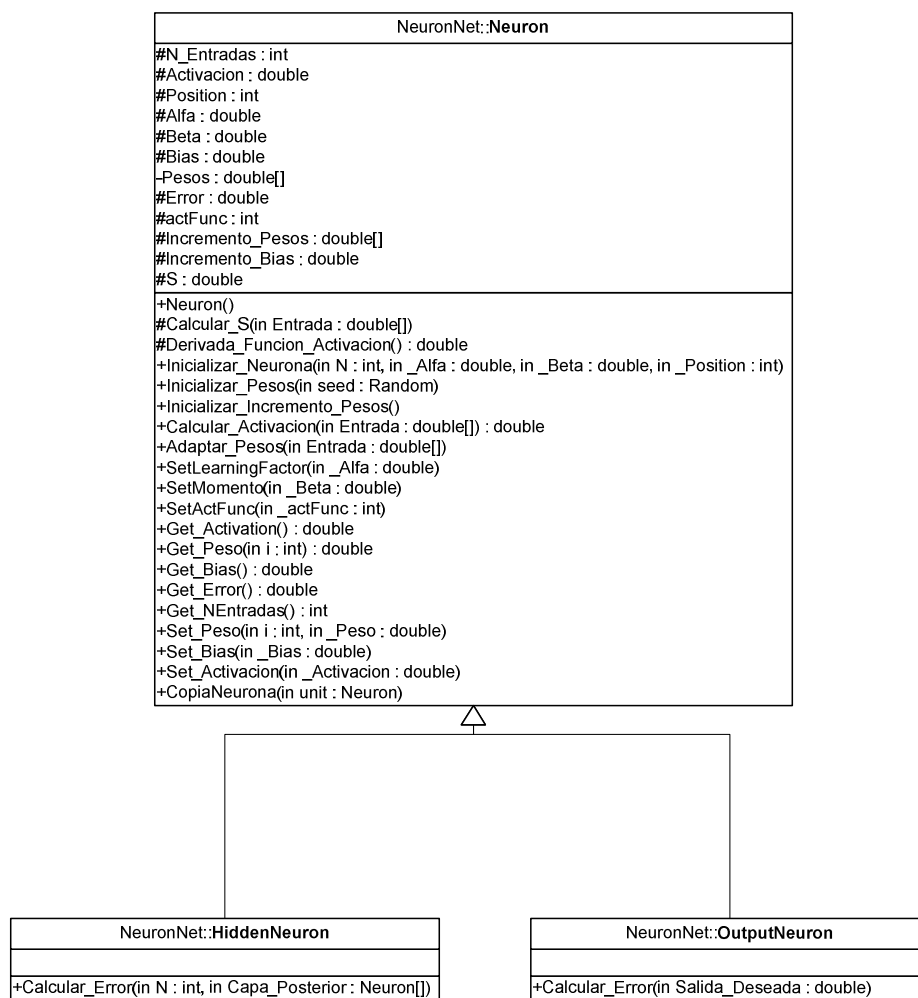 NeuronNet::Neuron
#N_Entradas : int
#Activacion : double
#Position : int
#Alfa : double
#Beta : double
#Bias : double
-Pesos : double[]
#Error : double
#actFunc : int
#Incremento_Pesos : double[]
#Incremento_Bias : double
#S : double
+Neuron()
#Calcular_S(in Entrada : double[])
#Derivada_Funcion_Activacion() : double
+Inicializar_Neurona(in N : int, in _Alfa : double, in _Beta : double, in _Position : int)
+Inicializar_Pesos(in seed : Random)
+Inicializar_Incremento_Pesos()
+Calcular_Activacion(in Entrada : double[]) : double
+Adaptar_Pesos(in Entrada : double[])
+SetLearningFactor(in _Alfa : double)
+SetMomento(in _Beta : double)
+SetActFunc(in _actFunc : int)
+Get_Activation() : double
+Get_Peso(in i : int) : double
+Get_Bias() : double
+Get_Error() : double
+Get_NEntradas() : int
+Set_Peso(in i : int, in _Peso : double)
+Set_Bias(in _Bias : double)
+Set_Activacion(in _Activacion : double)
+CopiaNeurona(in unit : Neuron)
NeuronNet::HiddenNeuron
+Calcular_Error(in N : int, in Capa_Posterior : Neuron[])
NeuronNet::OutputNeuron
+Calcular_Error(in Salida_Deseada : double)